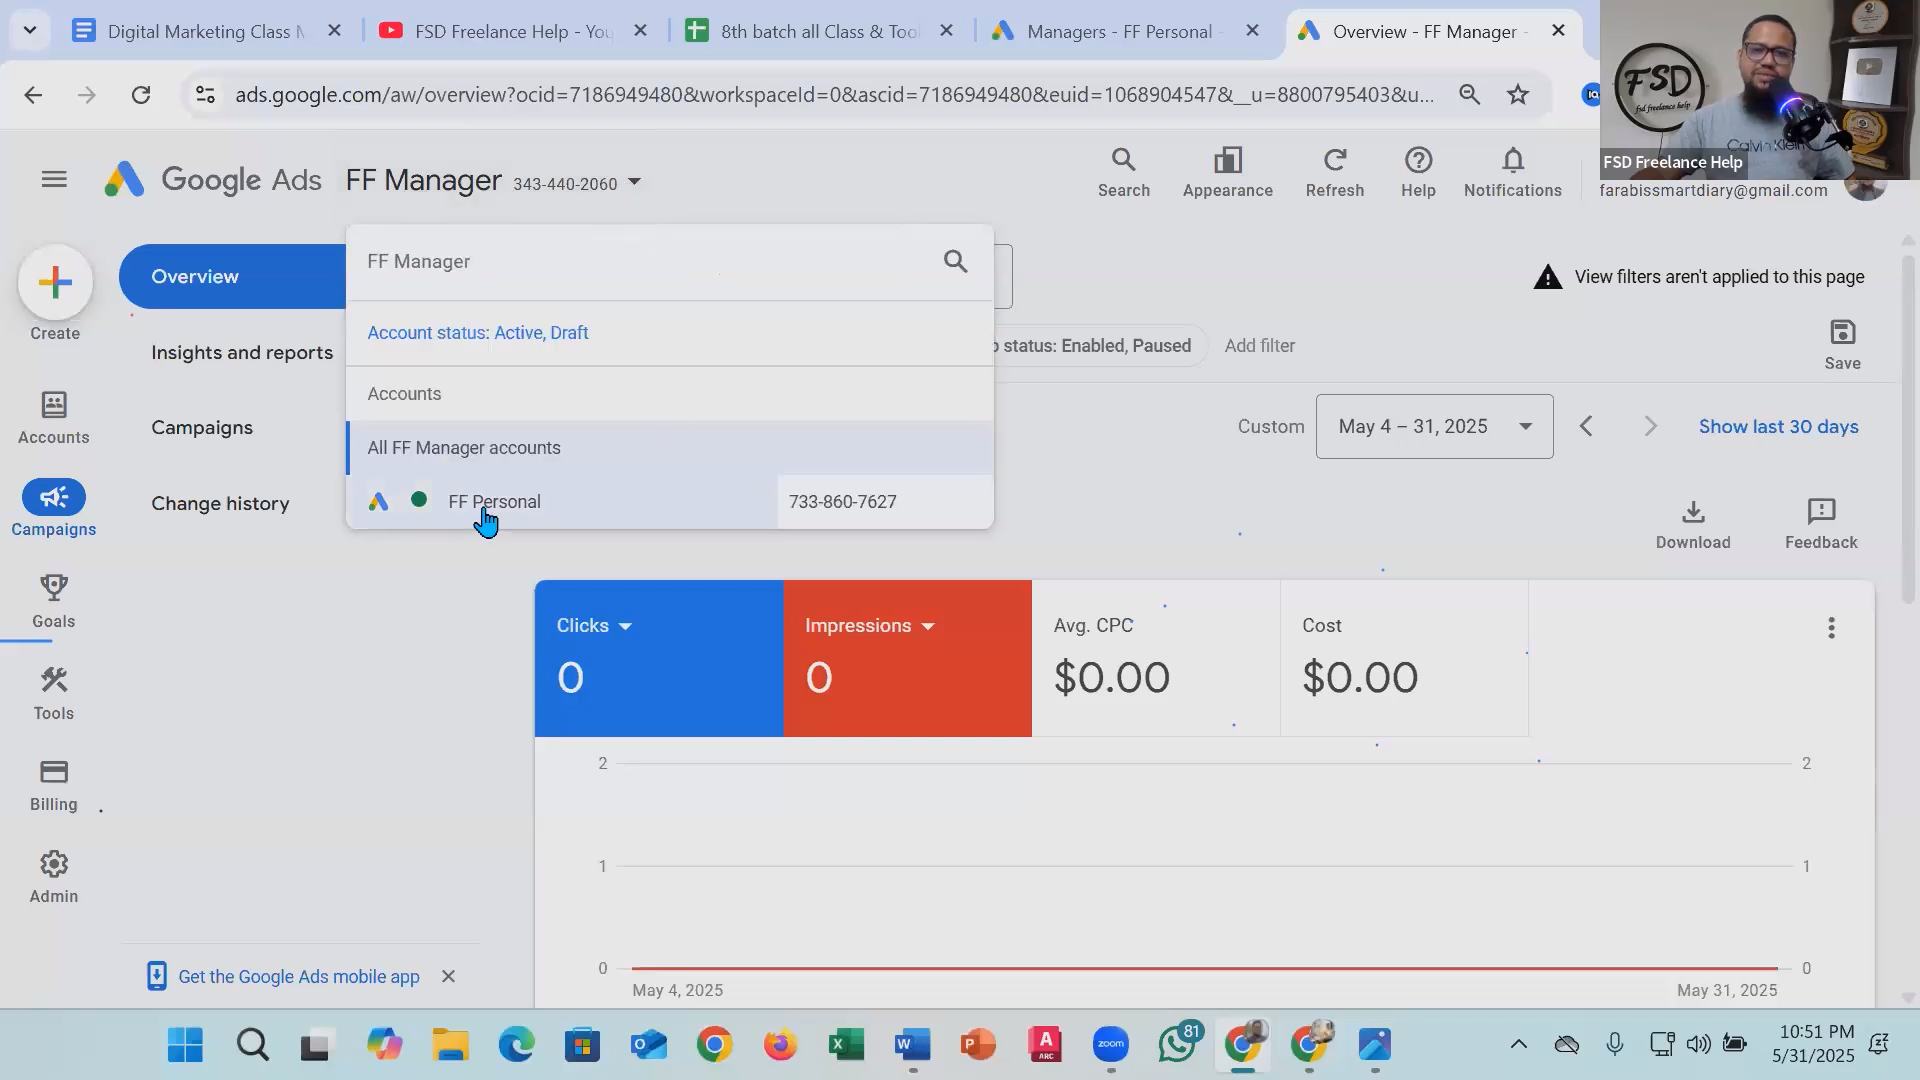 Digital Marketing Class M
FSD Freelance Help - You
8th batch all Class & Tool
Managers - FF Personal -
Overview - FF Manager -
ads.google.com/aw/overview?ocid=7186949480&workspaceId=0&ascid=7186949480&euid=1068904547&__u=8800795403&u...
FSD
fsd freelance help
Calvin Klein
FSD Freelance Help
Google Ads
FF Manager
343-440-2060
Search
Appearance
Refresh
Help
Notifications
farabissmartdiary@gmail.com
Create
Accounts
Campaigns
Goals
Tools
Billing
Admin
Overview
Insights and reports
Campaigns
Change history
FF Manager
Account status: Active, Draft
Accounts
All FF Manager accounts
FF Personal
733-860-7627
View filters aren't applied to this page
status: Enabled, Paused
Add filter
Save
Custom
May 4 – 31, 2025
Show last 30 days
Download
Feedback
Clicks
0
Impressions
0
Avg. CPC
$0.00
Cost
$0.00
2
2
1
1
0
0
May 4, 2025
May 31, 2025
Get the Google Ads mobile app
zoom
81
10:51 PM
5/31/2025